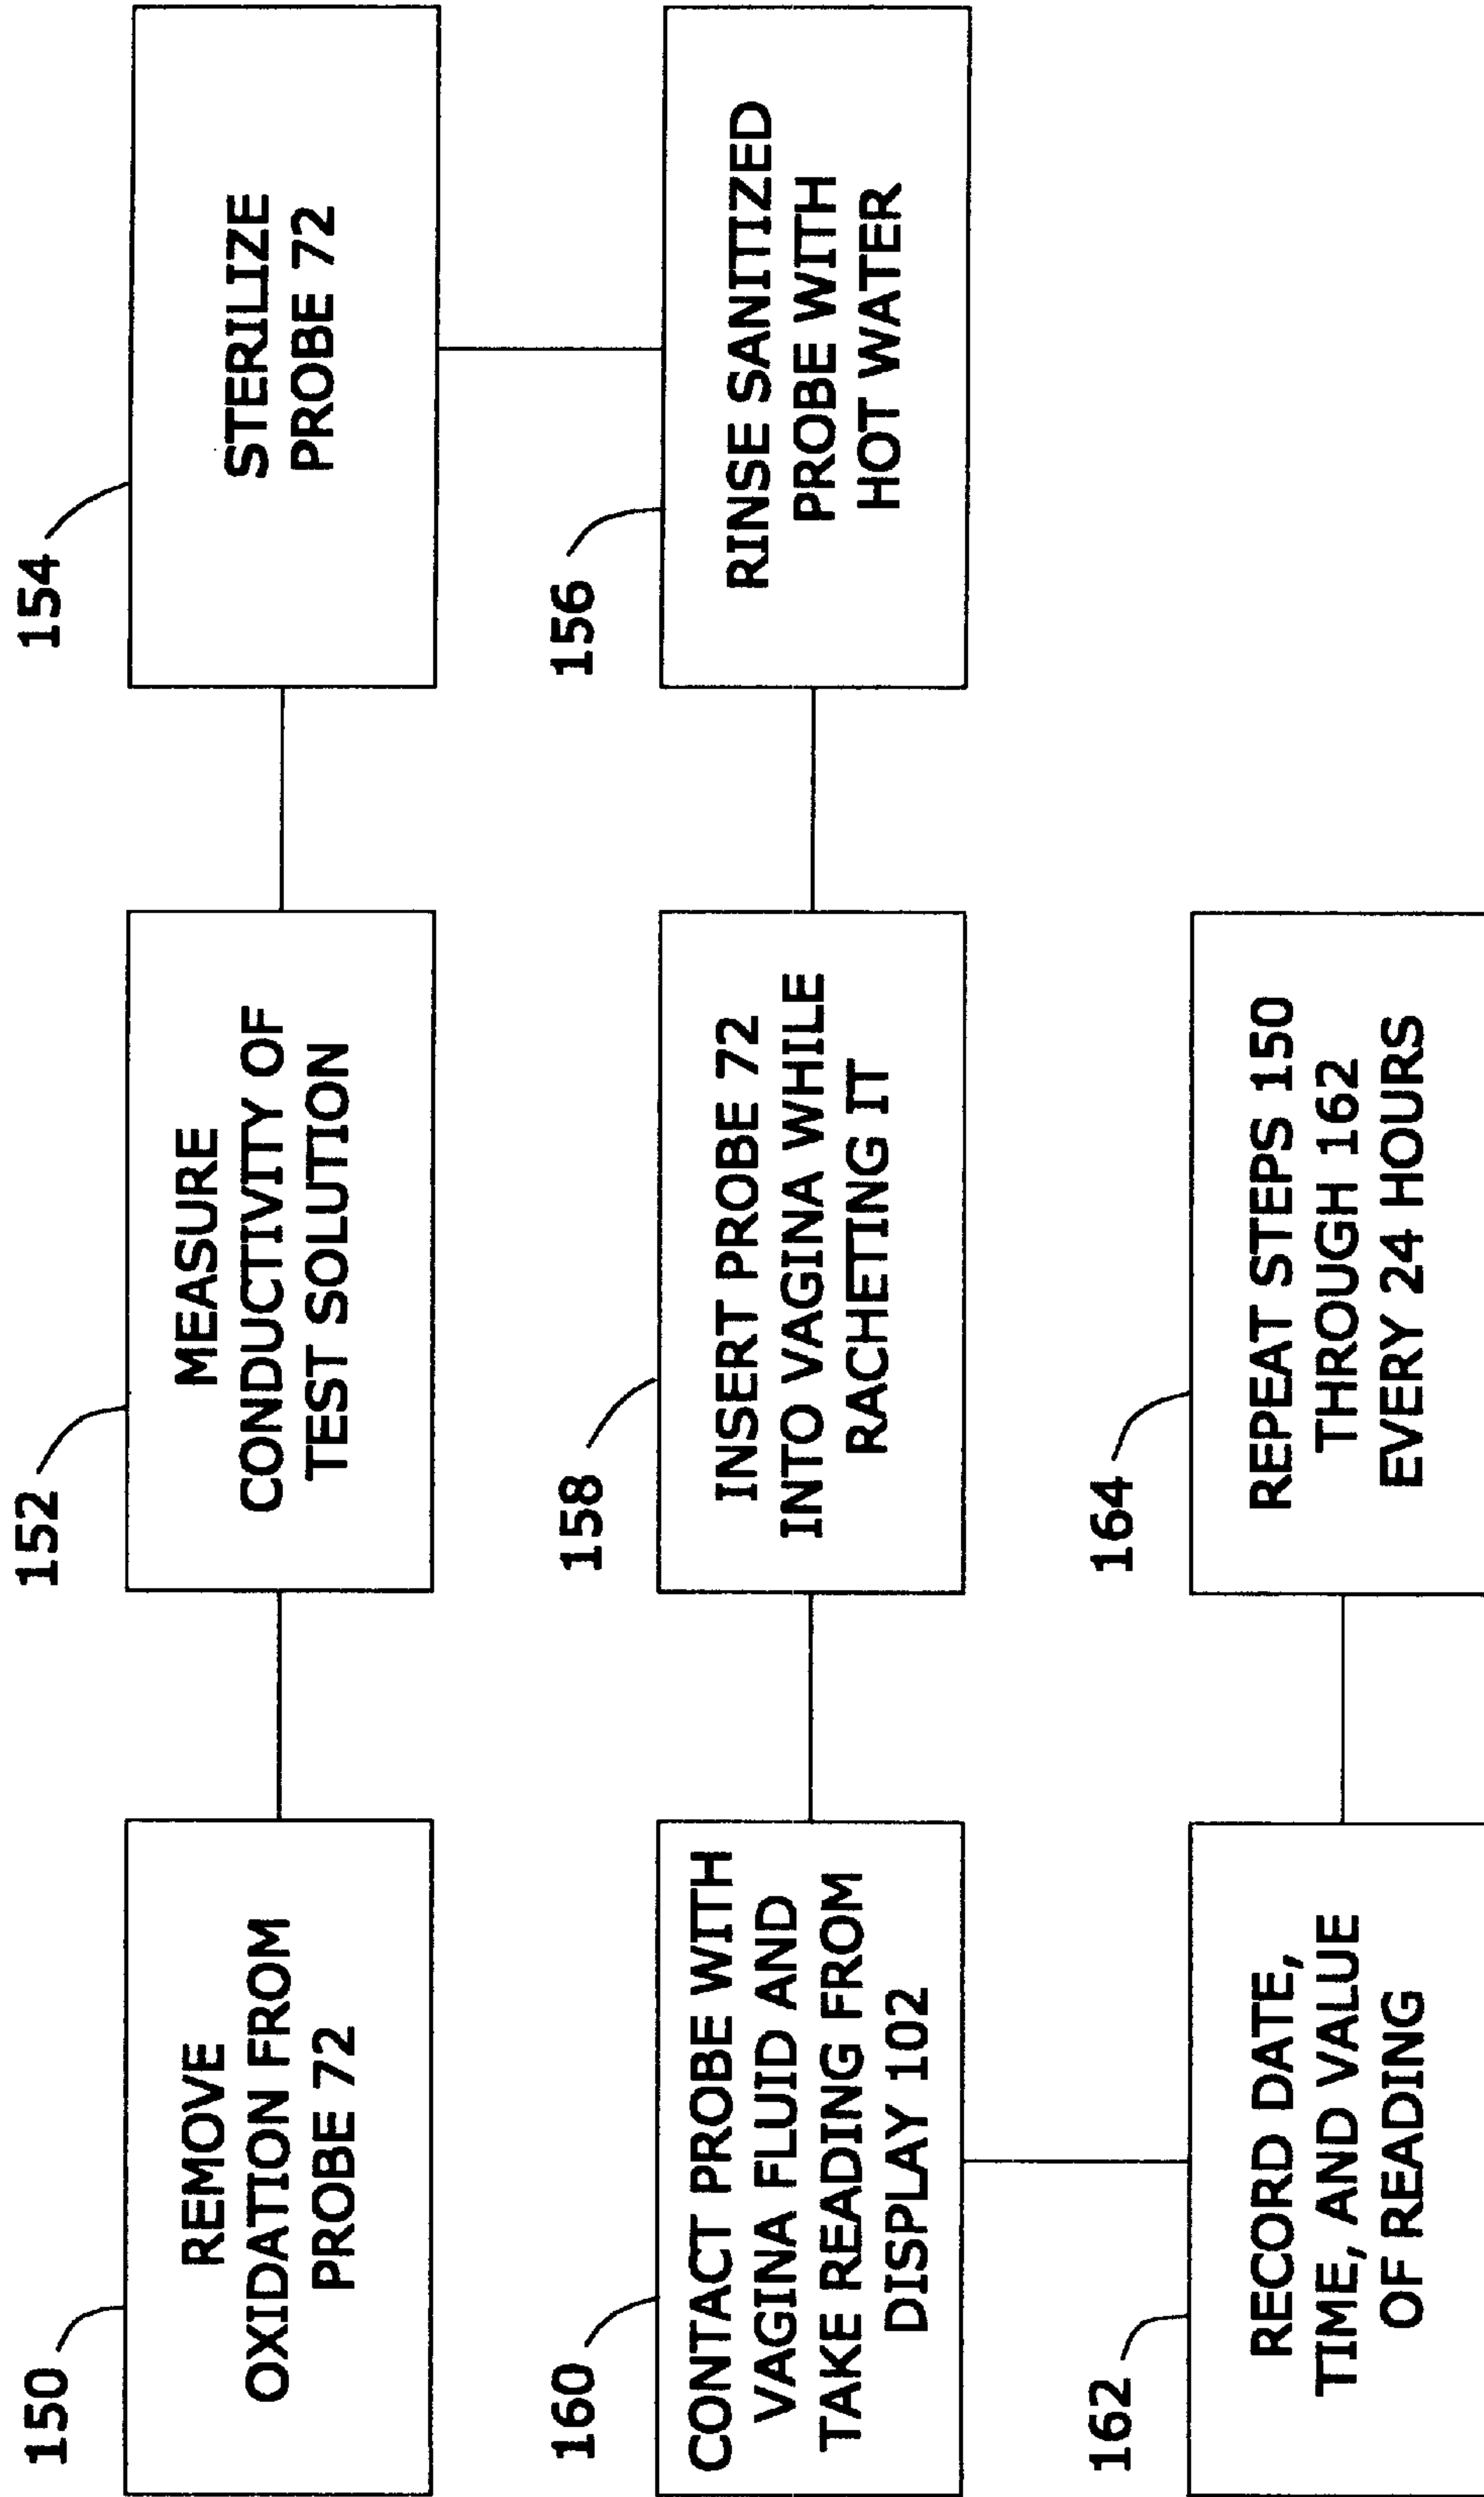 150
REMOVE
OXIDATION FROM
PROBE 72
152
MEASURE
CONDUCTIVITY OF
TEST SOLUTION
154
STERILIZE
PROBE 72
156
RINSE SANITIZED
PROBE WITH
HOT WATER
158
INSERT PROBE 72
INTO VAGINA WHILE
RACHETING IT
160
CONTACT PROBE WITH
VAGINA FLUID AND
TAKE READING FROM
DISPLAY 102
162
RECORD DATE,
TIME, AND VALUE
OF READING
164
REPEAT STEPS 150
THROUGH 162
EVERY 24 HOURS